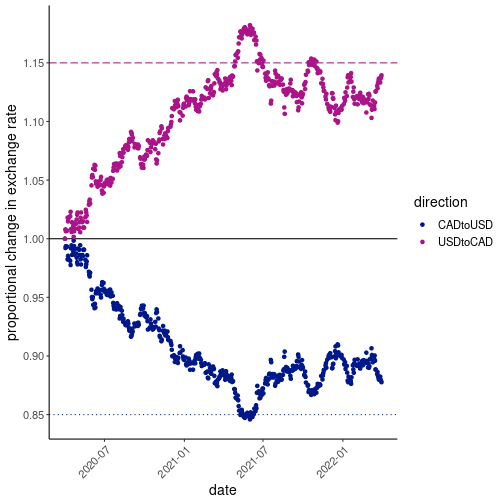 proportional change in exchange rate
1.15
1.10
1.05
1.00
0.95
0.90
0.85
2020-07
2021-01
2021-07
2022-01
date
direction
CADtoUSD
USDtoCAD